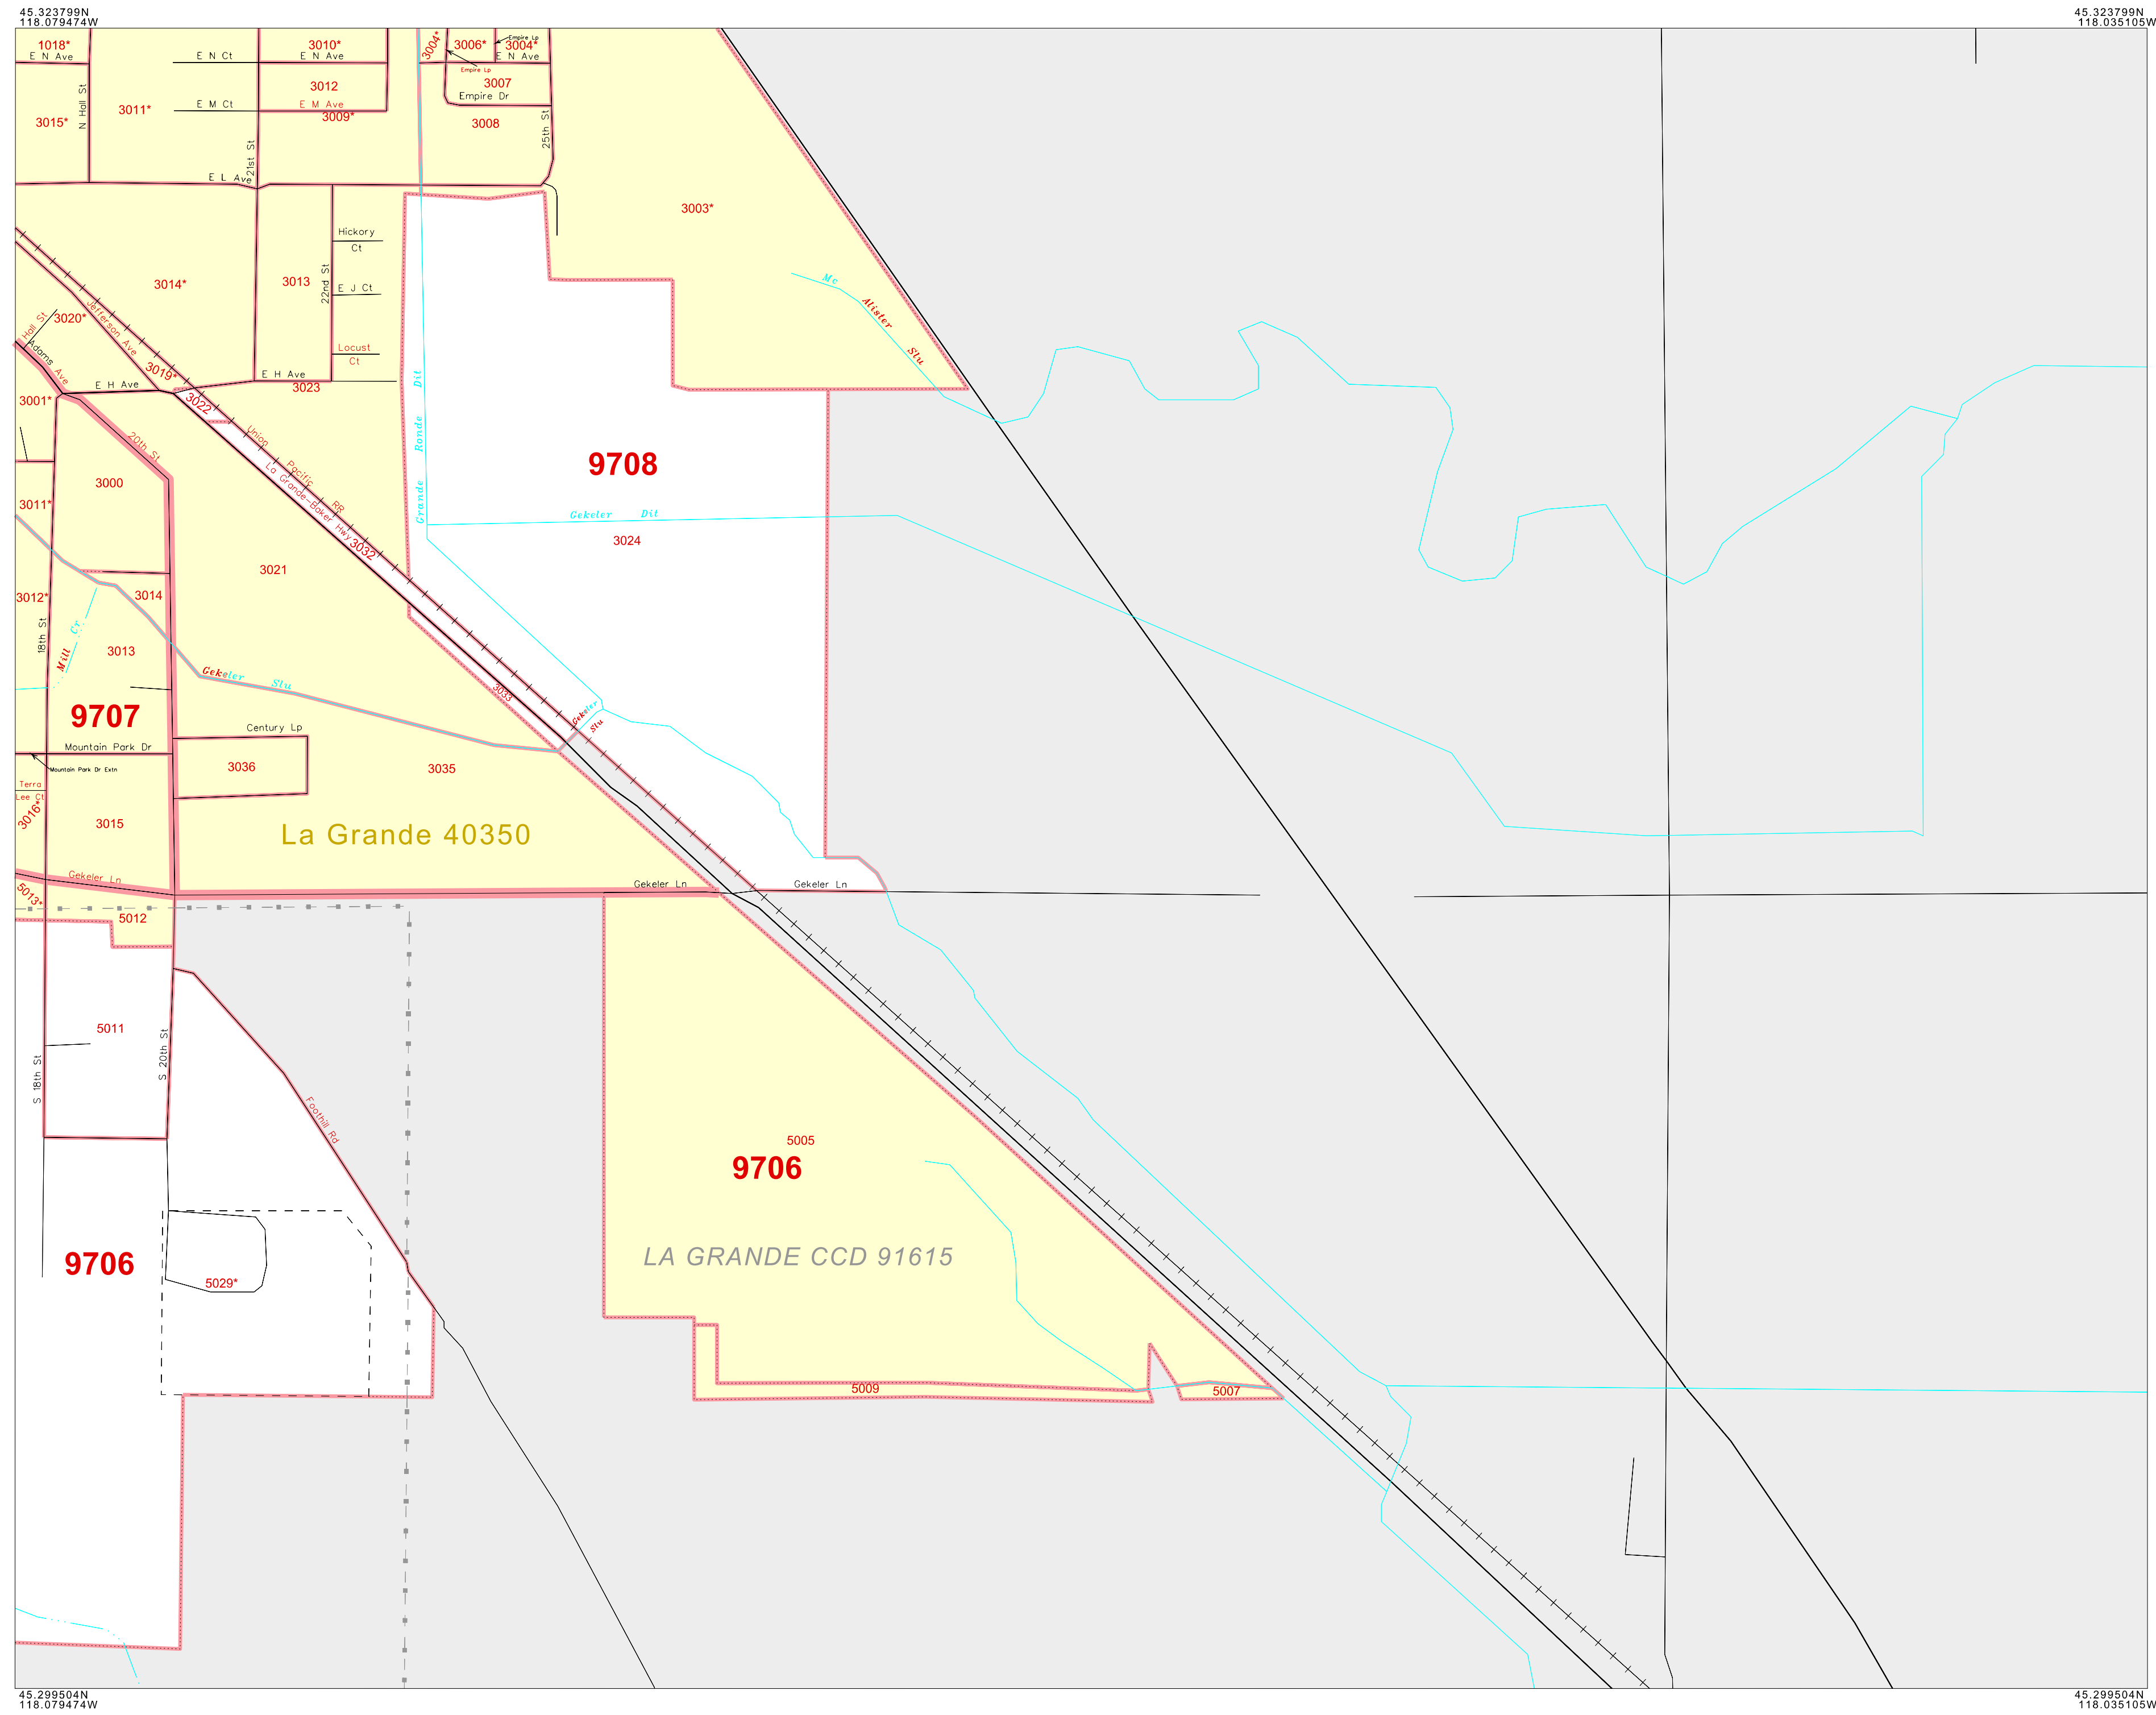 45.323799N
118.079474W
45.323799N
118.035105W
1018*
E N Ave
E N Ct
3010*
E N Ave
3004*
3006*
Empire Lp
3004*
E N Ave
Empire Lp
3007
Empire Dr
3012
E M Ct
E M Ave
3011*
3009*
3015*
N Hall St
3008
25th St
21st St
E L Ave
3003*
Hickory
Ct
3014*
3013
22nd St
E J Ct
Mc
Alister
Slu
Hall St
3020*
Jefferson Ave
Adams
Ave
3019*
Locust
Ct
E H Ave
E H Ave
3023
3022
3001*
Grande Ronde Dit
20th St
Union
Pacific
RR
La Grande-Baker Hwy
3032
9708
3000
3011*
Gekeler Dit
3024
3021
3012*
3014
18th St
Mill Cr
3013
Gekeler Slu
3033
Gekeler
Slu
9707
Century Lp
Mountain Park Dr
Mountain Park Dr Extn
3036
3035
Terra
Lee Ct
3016*
3015
La Grande 40350
Gekeler Ln
Gekeler Ln
Gekeler Ln
5013*
5012
5011
S 18th St
S 20th St
Foothill Rd
5005
9706
LA GRANDE CCD 91615
9706
5029*
5009
5007
45.299504N
118.079474W
45.299504N
118.035105W